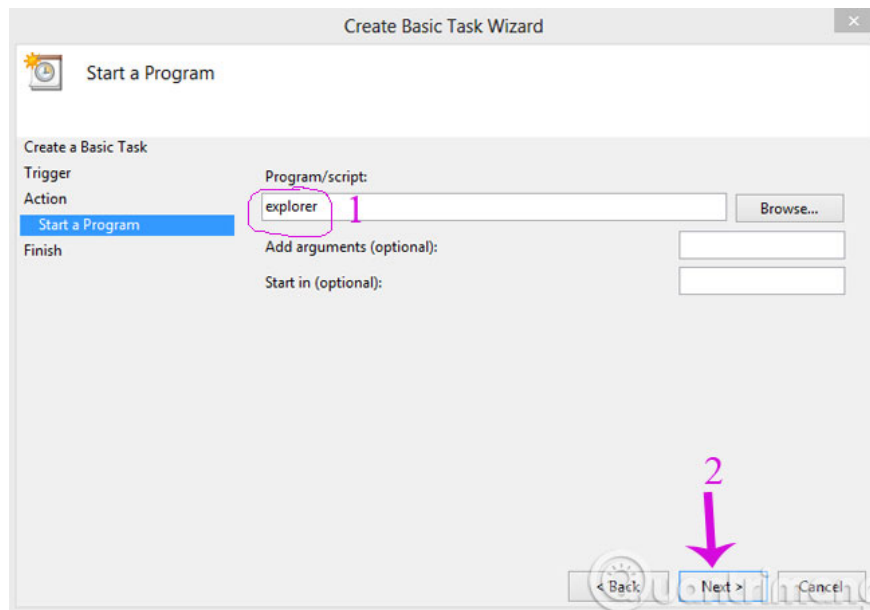 Create Basic Task Wizard
Start a Program
Create a Basic Task
Trigger
Action
Start a Program
Finish
Program/script:
explorer 1
Browse...
Add arguments (optional):
Start in (optional):
2
< Back Next > Cancel
uantrimang